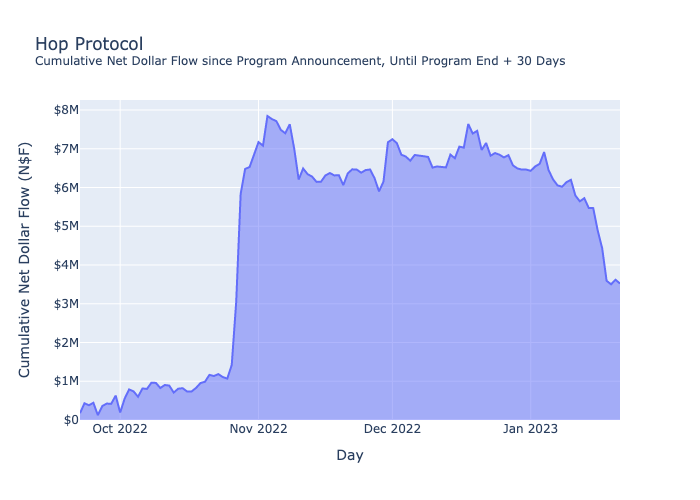 Hop Protocol
Cumulative Net Dollar Flow since Program Announcement, Until Program End + 30 Days
Cumulative Net Dollar Flow (N$F)
$8M
$7M
$6M
$5M
$4M
$3M
$2M
$1M
$0
Oct 2022
Nov 2022
Dec 2022
Jan 2023
Day